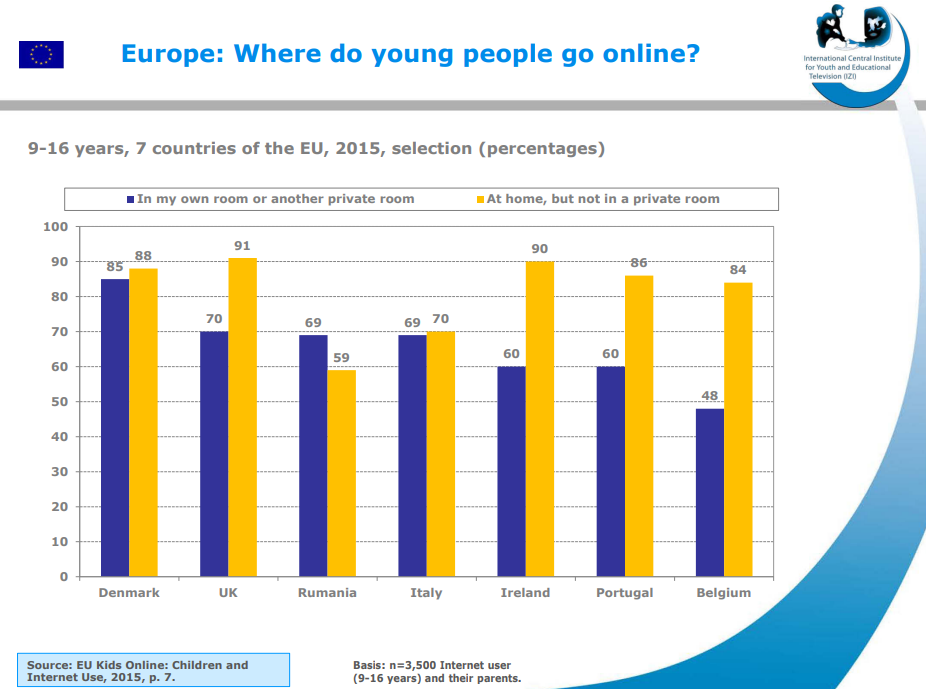 Europe: Where do young people go online?
International Central Institute
for Youth and Educational
Television (IZI)
9-16 years, 7 countries of the EU, 2015, selection (percentages)
In my own room or another private room At home, but not in a private room
100
90
80
70
60
50
40
30
20
10
0
85 88
70 91
69 59
69 70
60 90
60 86
48 84
Denmark UK Rumania Italy Ireland Portugal Belgium
Source: EU Kids Online: Children and
Internet Use, 2015, p. 7.
Basis: n=3,500 Internet user
(9-16 years) and their parents.